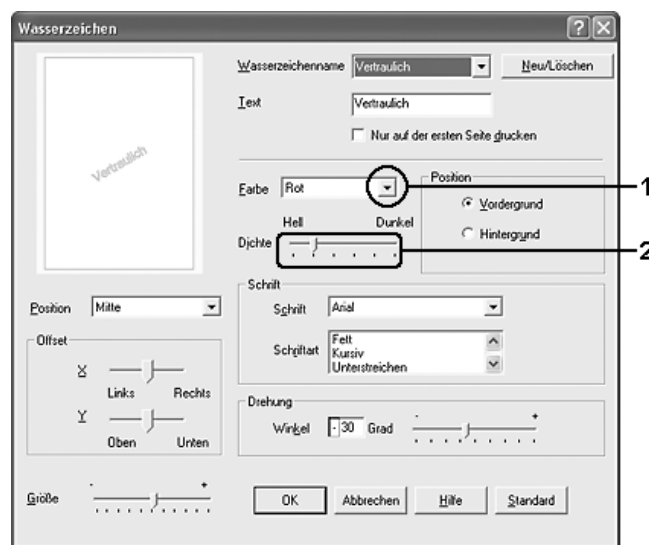 Wasserzeichen
Wasserzeichenname Vertraulich Neu/Löschen
Text Vertraulich
Nur auf der ersten Seite drucken
Vertraulich
Farbe Rot
1
Position
Vordergrund
Hintergrund
Hell Dunkel
Dichte
2
Position Mitte
Schrift
Schrift Arial
Schriftart Fett
Kursiv
Unterstreichen
Offset
X
Links Rechts
Y
Oben Unten
Drehung
Winkel -30 Grad - +
Größe - +
OK Abbrechen Hilfe Standard